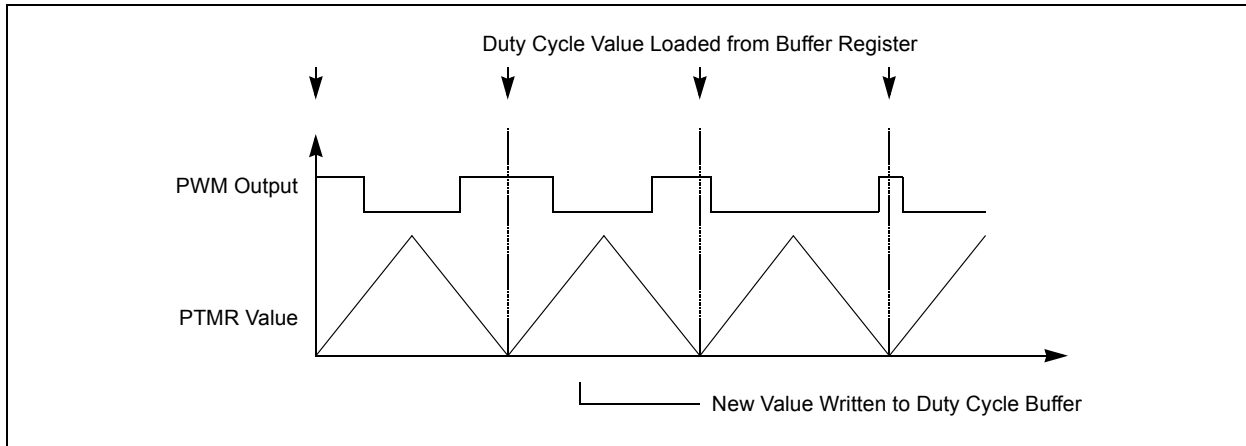 Duty Cycle Value Loaded from Buffer Register
PWM Output
PTMR Value
New Value Written to Duty Cycle Buffer